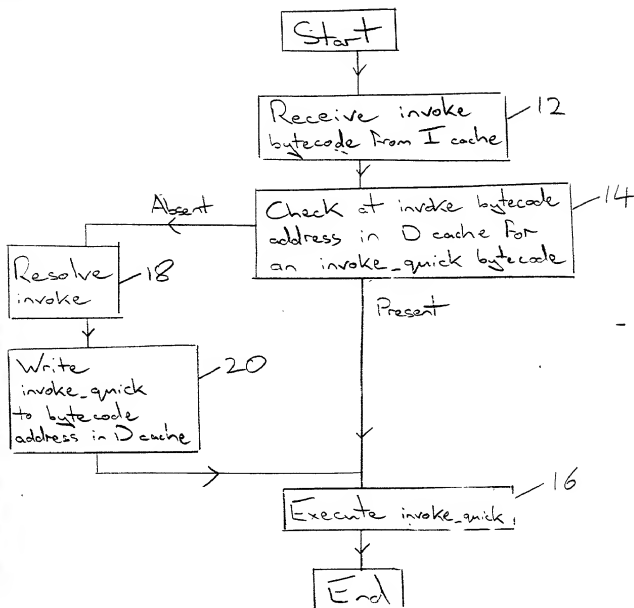 Start
Receive invoke
bytecode from I cache
12
Check at invoke bytecode
address in D cache for
an invoke_quick bytecode
14
Absent
Resolve
invoke
18
Present
Write
invoke_quick
to bytecode
address in D cache
20
Execute invoke_quick
16
End